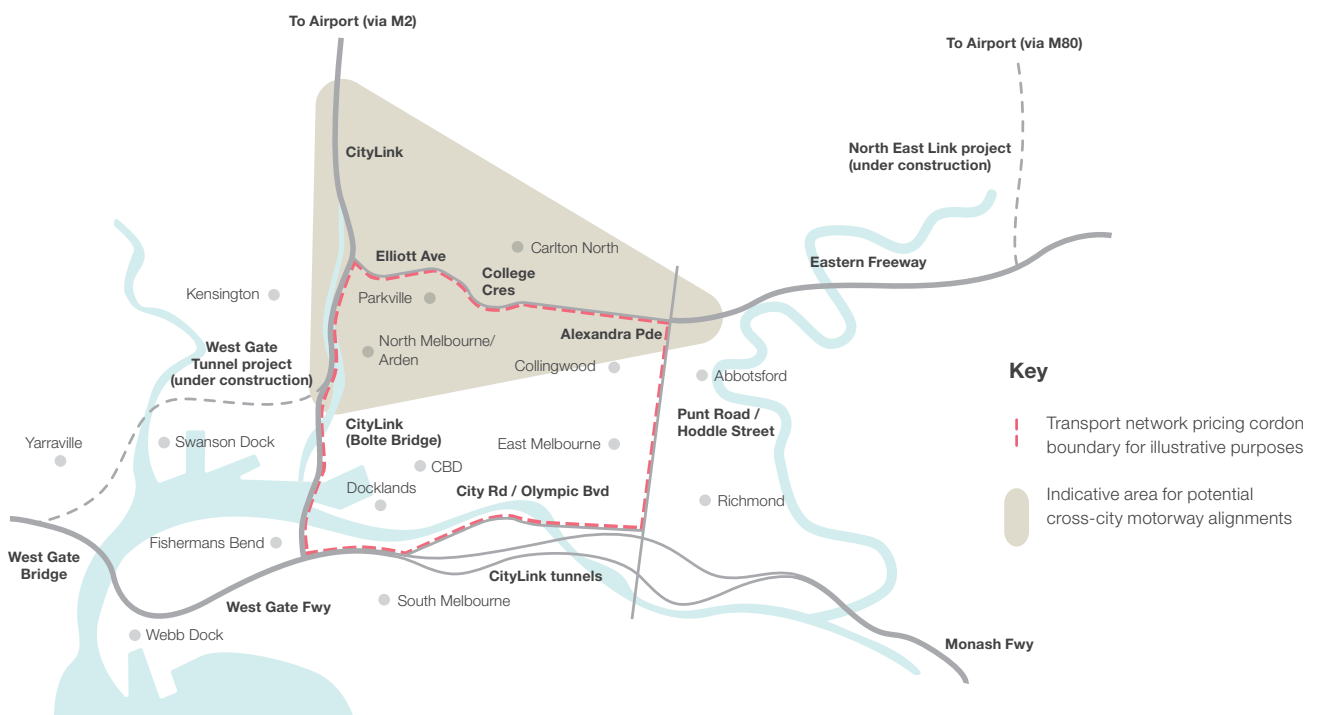 To Airport (via M2)
To Airport (via M80)
North East Link project
(under construction)
CityLink
Carlton North
Elliott Ave
College
Cres
Eastern Freeway
Kensington
Parkville
Alexandra Pde
North Melbourne/
Arden
West Gate
Tunnel project
(under construction)
Collingwood
Abbotsford
Key
Punt Road /
Hoddle Street
CityLink
(Bolte Bridge)
Transport network pricing cordon
boundary for illustrative purposes
Yarraville
Swanson Dock
East Melbourne
CBD
Docklands
City Rd / Olympic Bvd
Richmond
Indicative area for potential
cross-city motorway alignments
Fishermans Bend
West Gate
Bridge
CityLink tunnels
West Gate Fwy
South Melbourne
Webb Dock
Monash Fwy